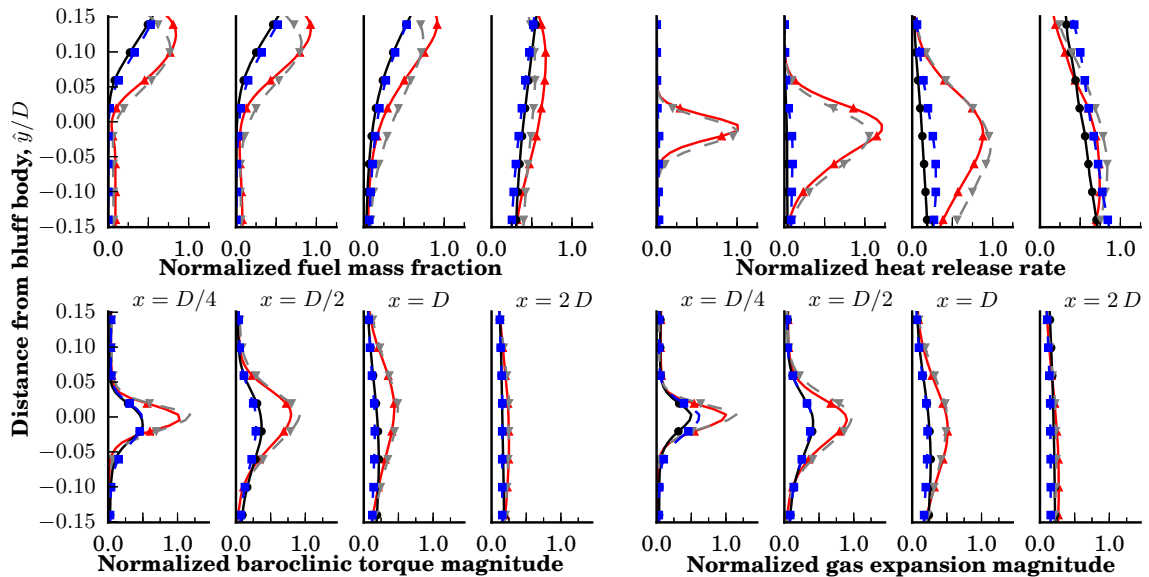 Distance from bluff body, ŷ/D
0.15
0.10
0.05
0.00
−0.05
−0.10
−0.15
0.0 1.0 0.0 1.0 0.0 1.0 0.0 1.0 0.0 1.0 0.0 1.0 0.0 1.0 0.0 1.0
Normalized fuel mass fraction Normalized heat release rate
x = D/4 x = D/2 x = D x = 2 D x = D/4 x = D/2 x = D x = 2 D
0.15
0.10
0.05
0.00
−0.05
−0.10
−0.15
0.0 1.0 0.0 1.0 0.0 1.0 0.0 1.0 0.0 1.0 0.0 1.0 0.0 1.0 0.0 1.0
Normalized baroclinic torque magnitude Normalized gas expansion magnitude